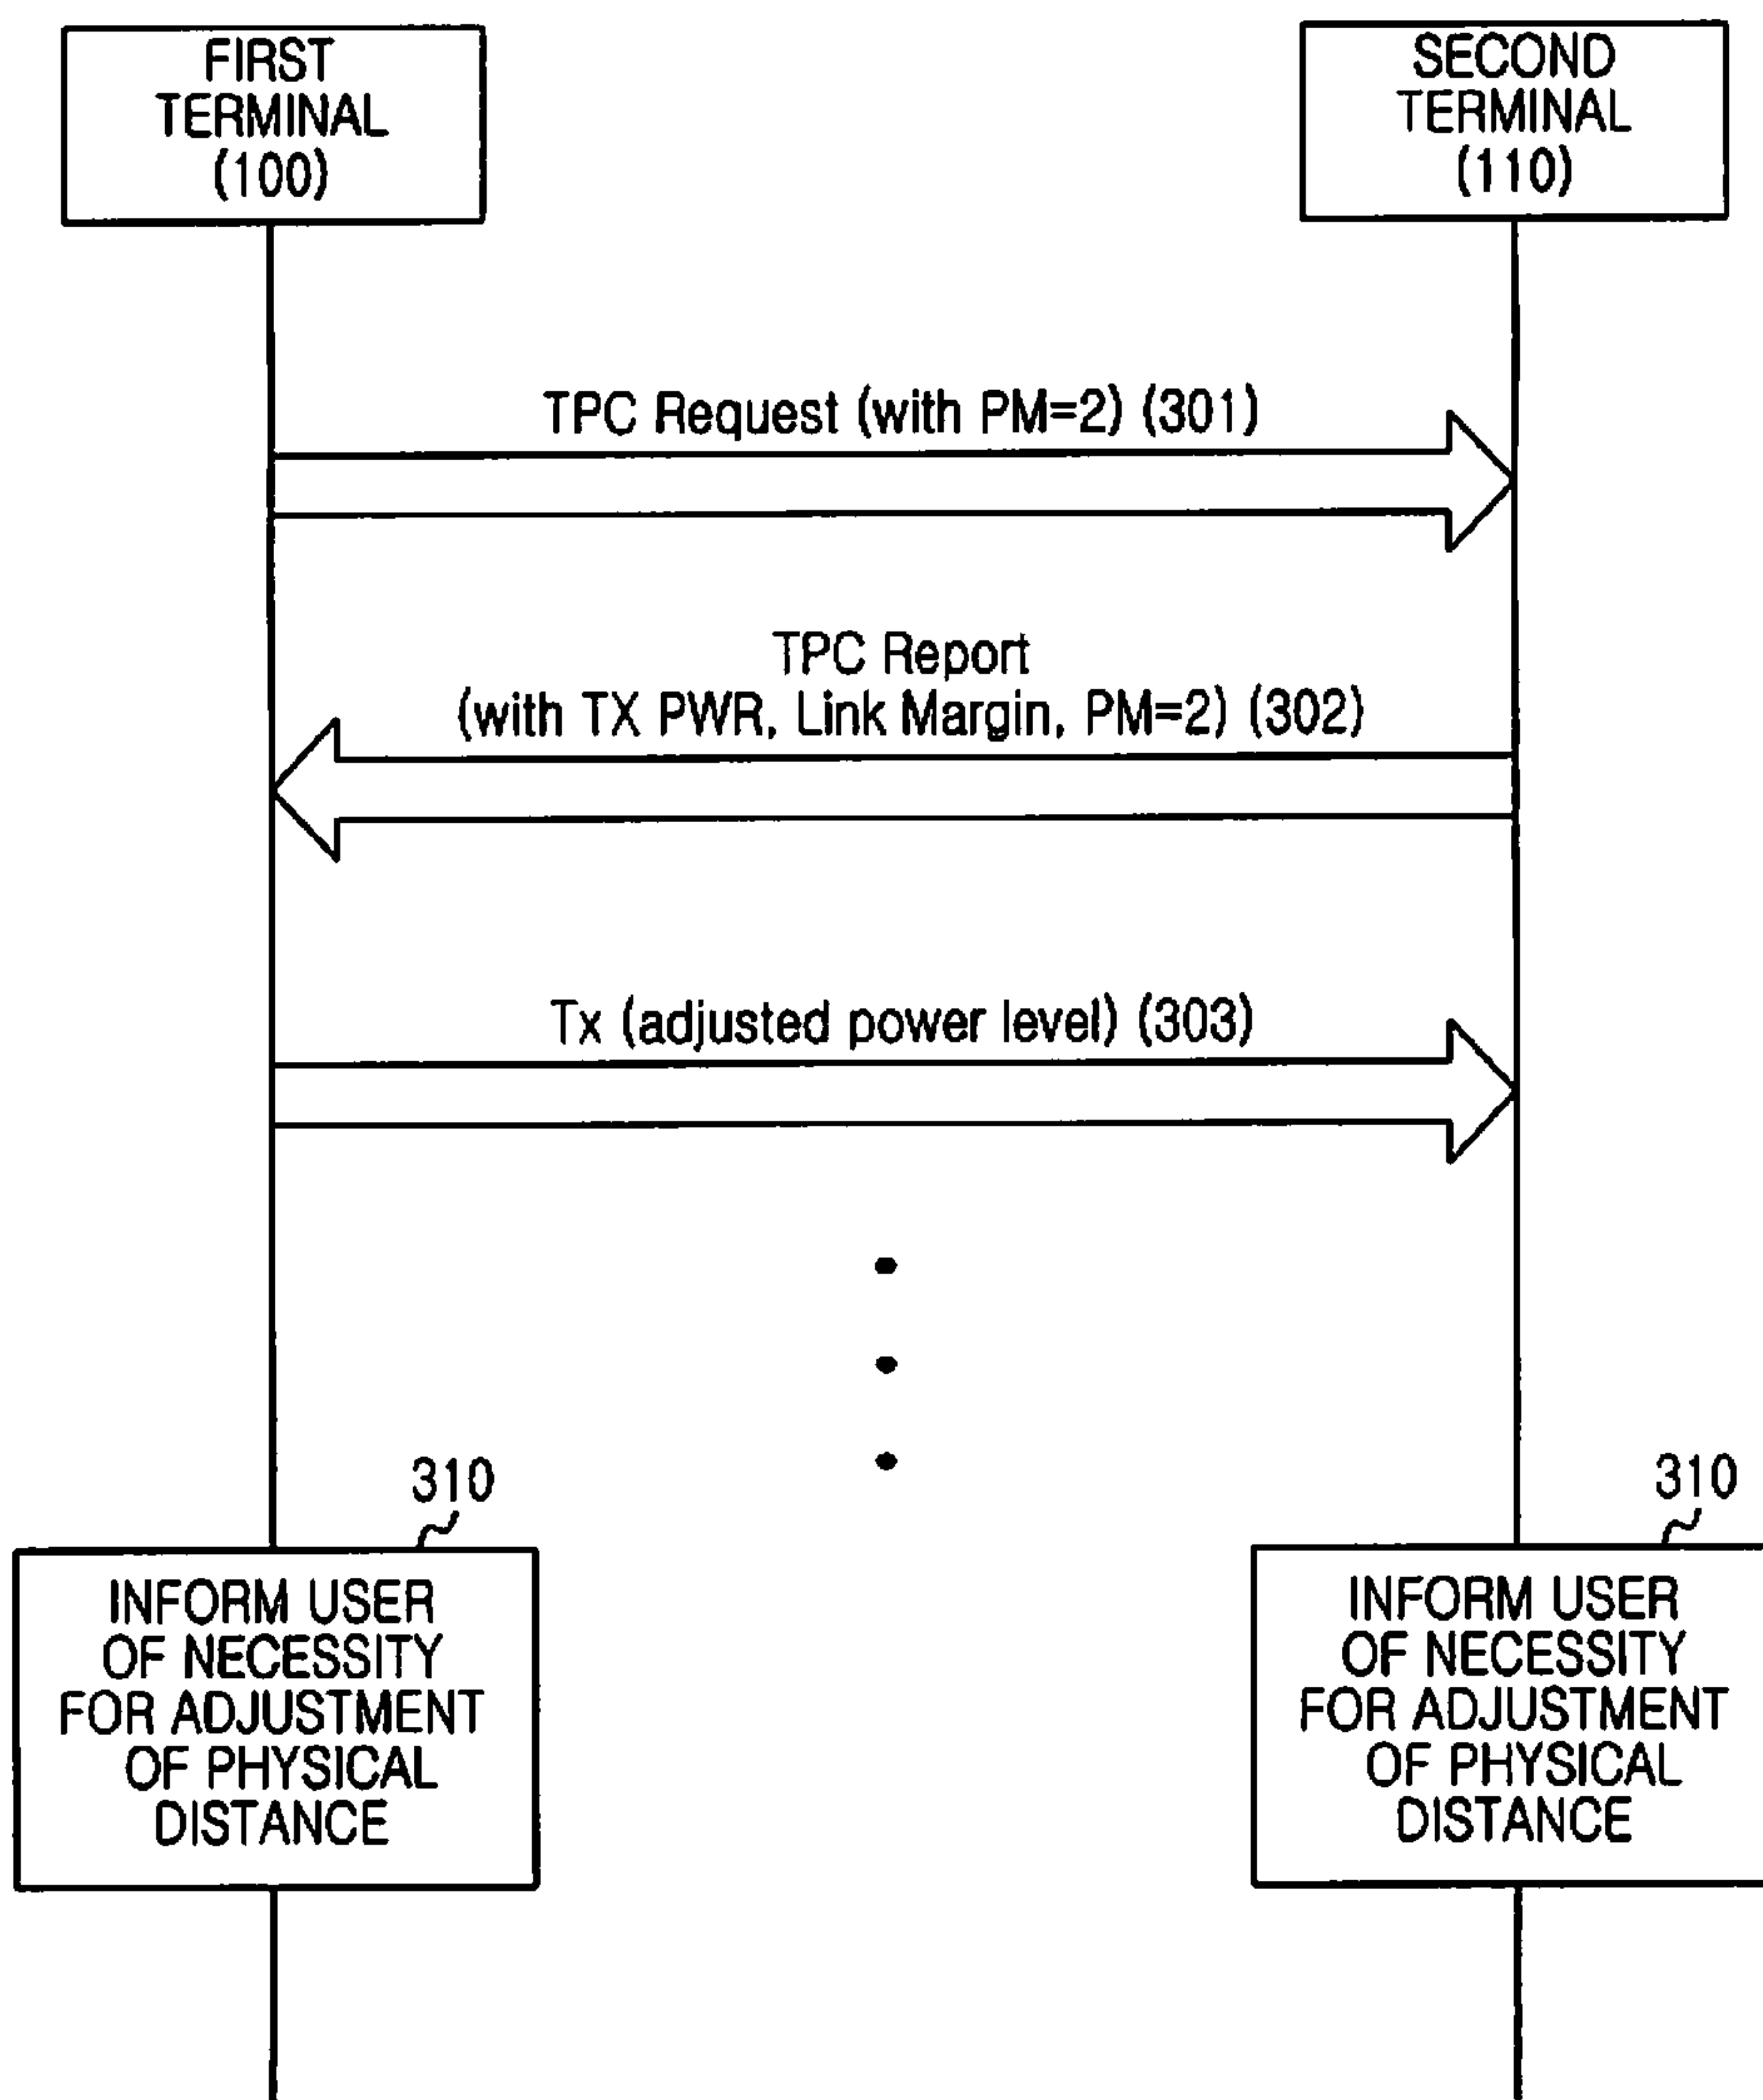 FIRST
TERMINAL
(100)
SECOND
TERMINAL
(110)
TPC Request (with PM=2) (301)
TPC Report
(with TX PWR, Link Margin, PM=2) (302)
Tx (adjusted power level) (303)
310
INFORM USER
OF NECESSITY
FOR ADJUSTMENT
OF PHYSICAL
DISTANCE
310
INFORM USER
OF NECESSITY
FOR ADJUSTMENT
OF PHYSICAL
DISTANCE